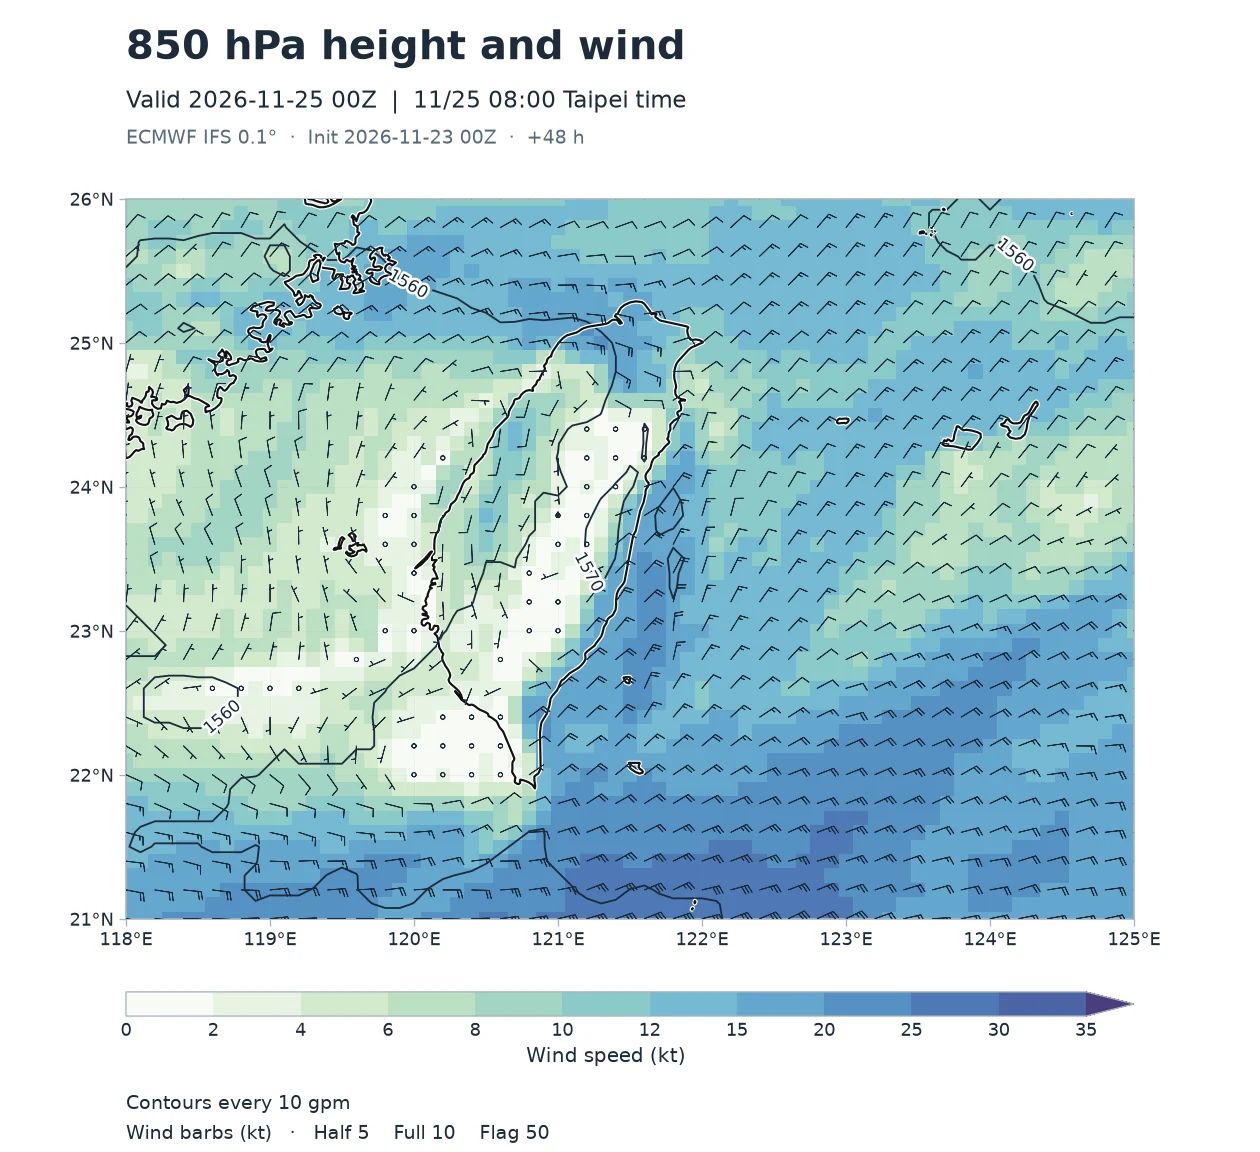 850 hPa height and wind
Valid 2026-11-25 00Z | 11/25 08:00 Taipei time
ECMWF IFS 0.1° · Init 2026-11-23 00Z · +48 h
26°N
25°N
24°N
23°N
22°N
21°N
1560
1560
1570
1560
118°E 119°E 120°E 121°E 122°E 123°E 124°E 125°E
0 2 4 6 8 10 12 15 20 25 30 35
Wind speed (kt)
Contours every 10 gpm
Wind barbs (kt) · Half 5 Full 10 Flag 50